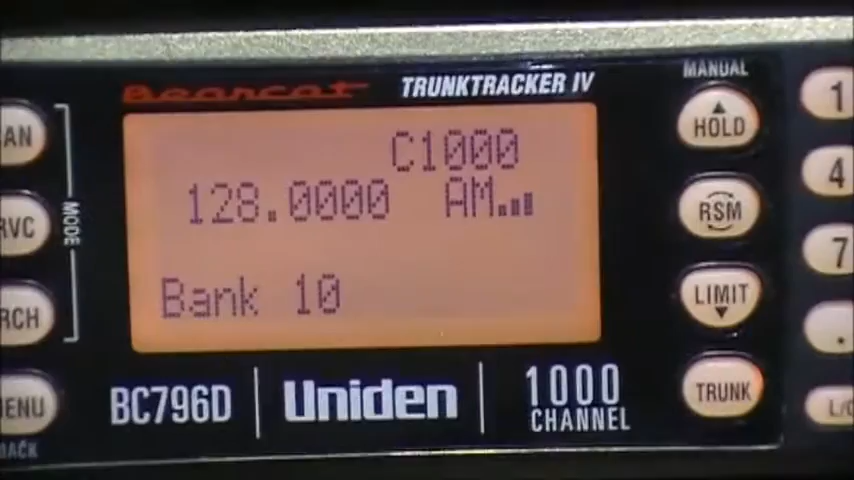 Bearcat TRUNKTRACKER IV
MANUAL
C1000
128.0000 AM
Bank 10
BC796D Uniden 1000
CHANNEL
MODE
HOLD
RSM
LIMIT
TRUNK
1
4
7
.